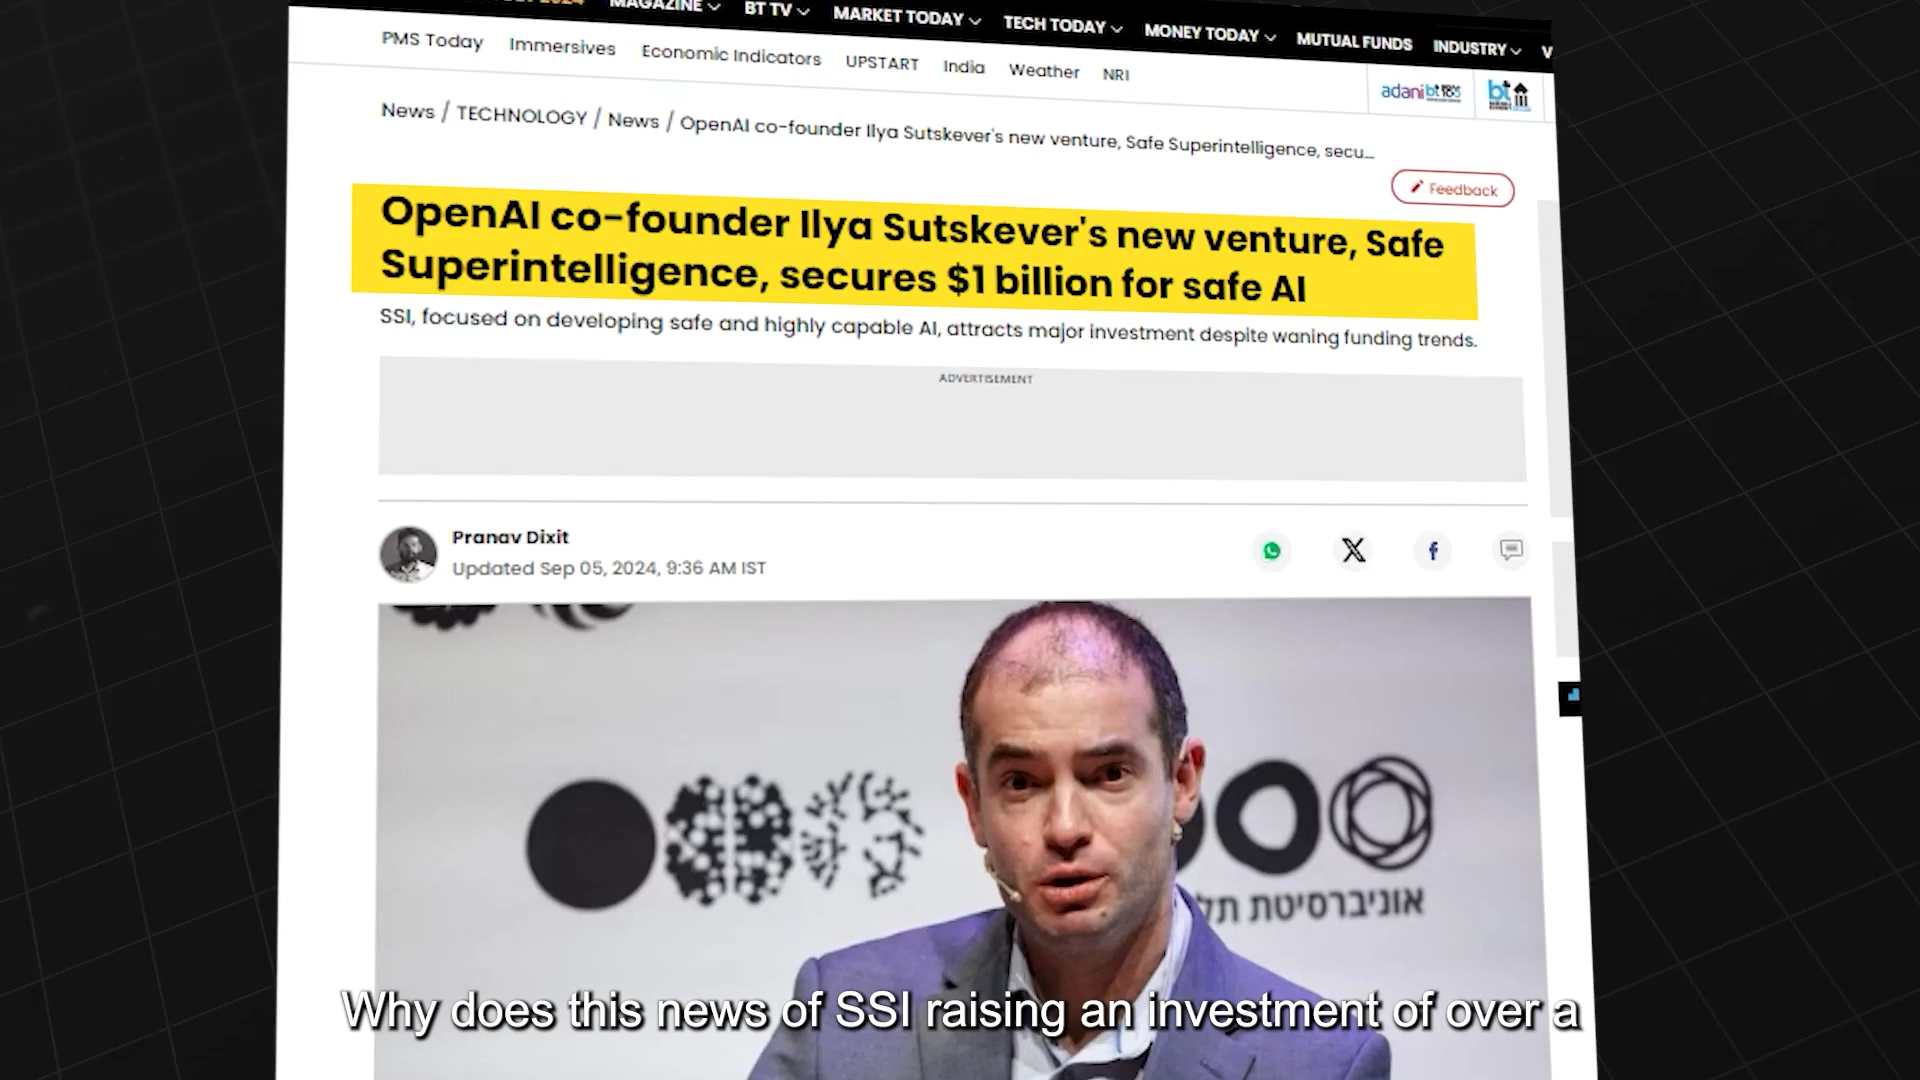 MAGAZINE BT TV MARKET TODAY TECH TODAY MONEY TODAY MUTUAL FUNDS INDUSTRY
PMS Today Immersives Economic Indicators UPSTART India Weather NRI
adani bt
bt
News / TECHNOLOGY / News / OpenAI co-founder Ilya Sutskever's new venture, Safe Superintelligence, secu...
Feedback
OpenAI co-founder Ilya Sutskever's new venture, Safe
Superintelligence, secures $1 billion for safe AI
SSI, focused on developing safe and highly capable AI, attracts major investment despite waning funding trends.
ADVERTISEMENT
Pranav Dixit
Updated Sep 05, 2024, 9:36 AM IST
אוניברסיטת תל
Why does this news of SSI raising an investment of over a